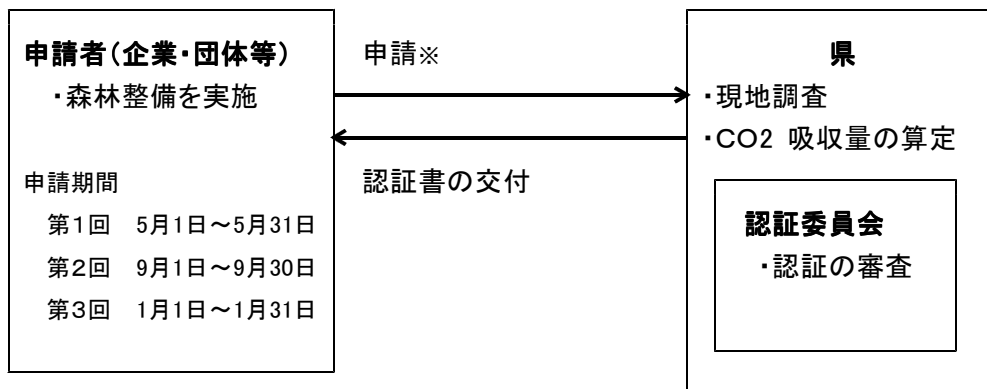 申請者(企業・団体等)
・森林整備を実施
申請期間
第1回 5月1日~5月31日
第2回 9月1日~9月30日
第3回 1月1日~1月31日
申請※
認証書の交付
県
・現地調査
・CO2 吸収量の算定
認証委員会
・認証の審査